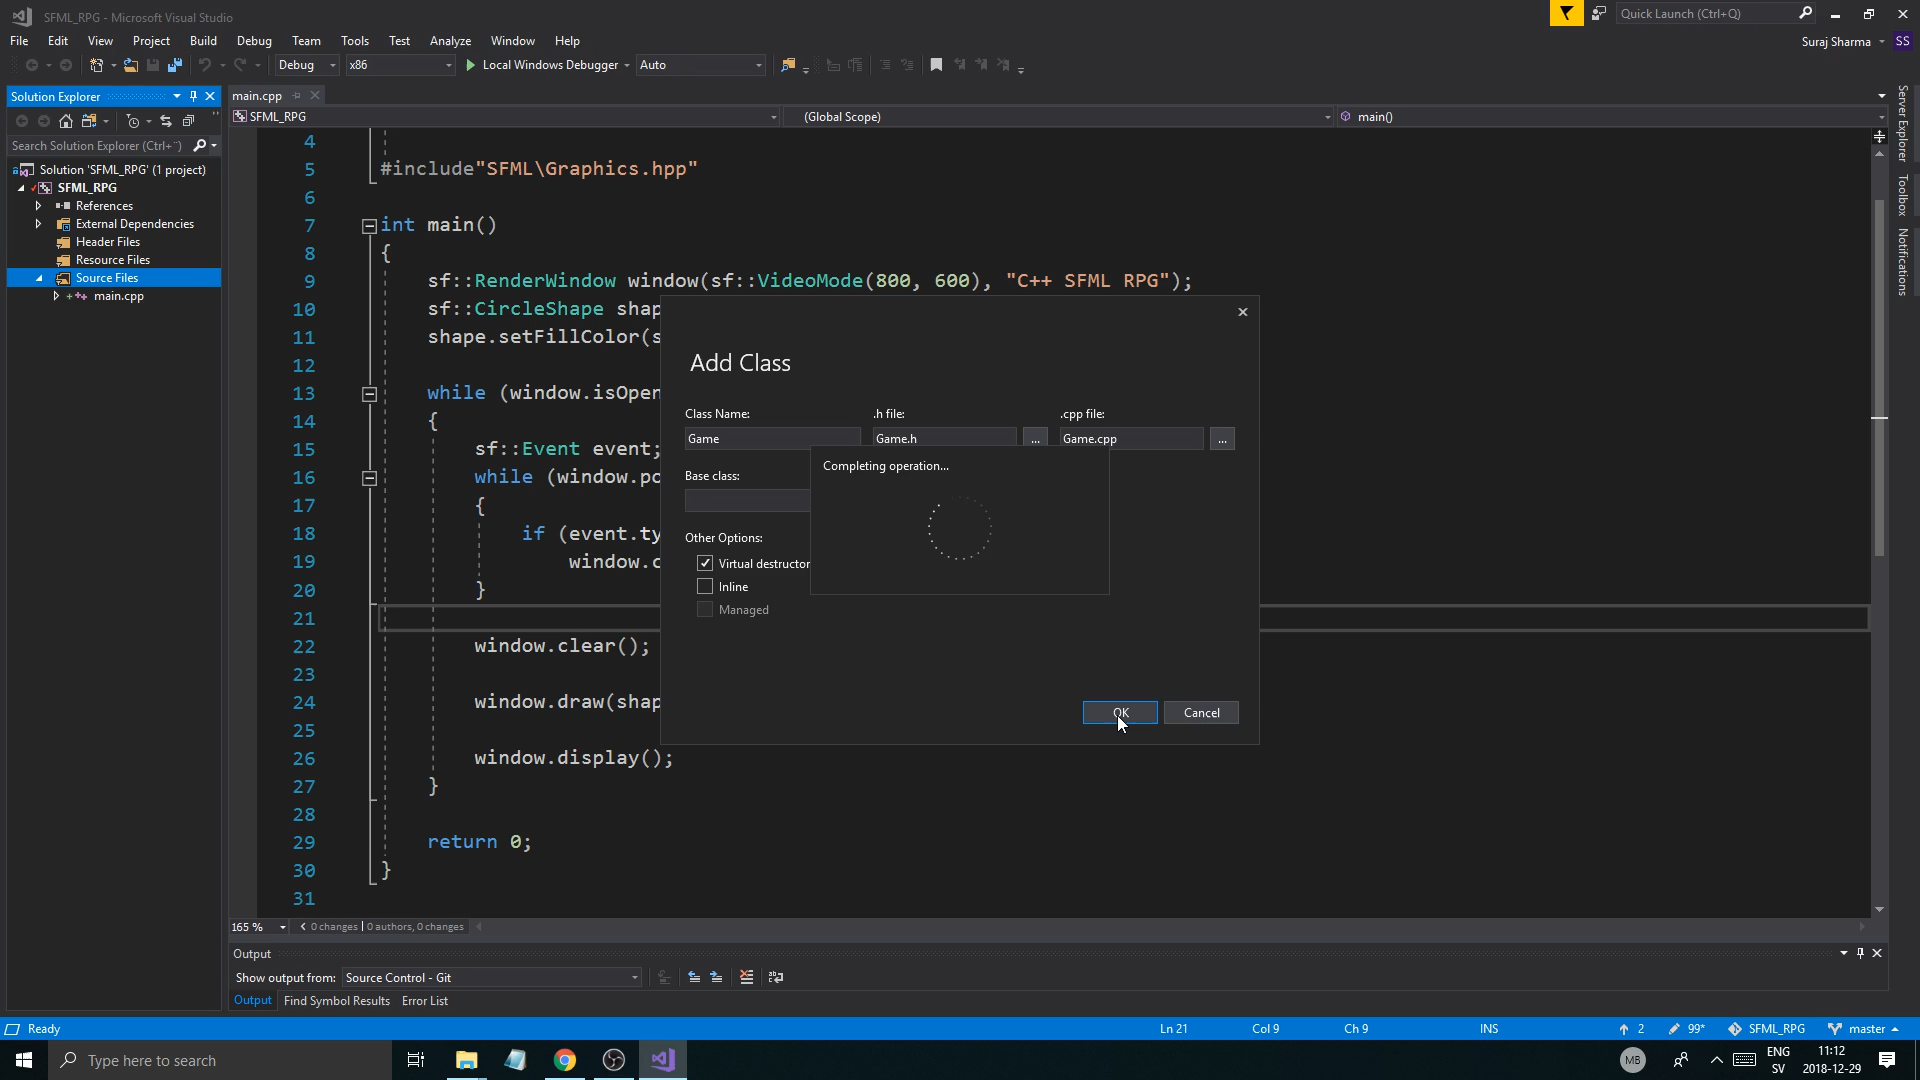 SFML_RPG - Microsoft Visual Studio
Quick Launch (Ctrl+Q)
File Edit View Project Build Debug Team Tools Test Analyze Window Help
Suraj Sharma SS
Debug x86 Local Windows Debugger Auto
Solution Explorer
main.cpp
SFML_RPG (Global Scope) main()
Search Solution Explorer (Ctrl+¨)
Solution 'SFML_RPG' (1 project)
SFML_RPG
References
External Dependencies
Header Files
Resource Files
Source Files
main.cpp
4
5 #include"SFML\Graphics.hpp"
6
7 int main()
8 {
9 sf::RenderWindow window(sf::VideoMode(800, 600), "C++ SFML RPG");
10 sf::CircleShape shap
11 shape.setFillColor(s
12
13 while (window.isOpen
14 {
15 sf::Event event;
16 while (window.po
17 {
18 if (event.ty
19 window.c
20 }
21
22 window.clear();
23
24 window.draw(shap
25
26 window.display();
27 }
28
29 return 0;
30 }
31
Add Class
Class Name: .h file: .cpp file:
Game Game.h ... Game.cpp ...
Completing operation...
Base class:
Other Options:
Virtual destructor
Inline
Managed
OK Cancel
Server Explorer
Toolbox
Notifications
165 % 0 changes | 0 authors, 0 changes
Output
Show output from: Source Control - Git
Output Find Symbol Results Error List
Ready Ln 21 Col 9 Ch 9 INS 2 99* SFML_RPG master
Type here to search
MB
ENG
SV
11:12
2018-12-29